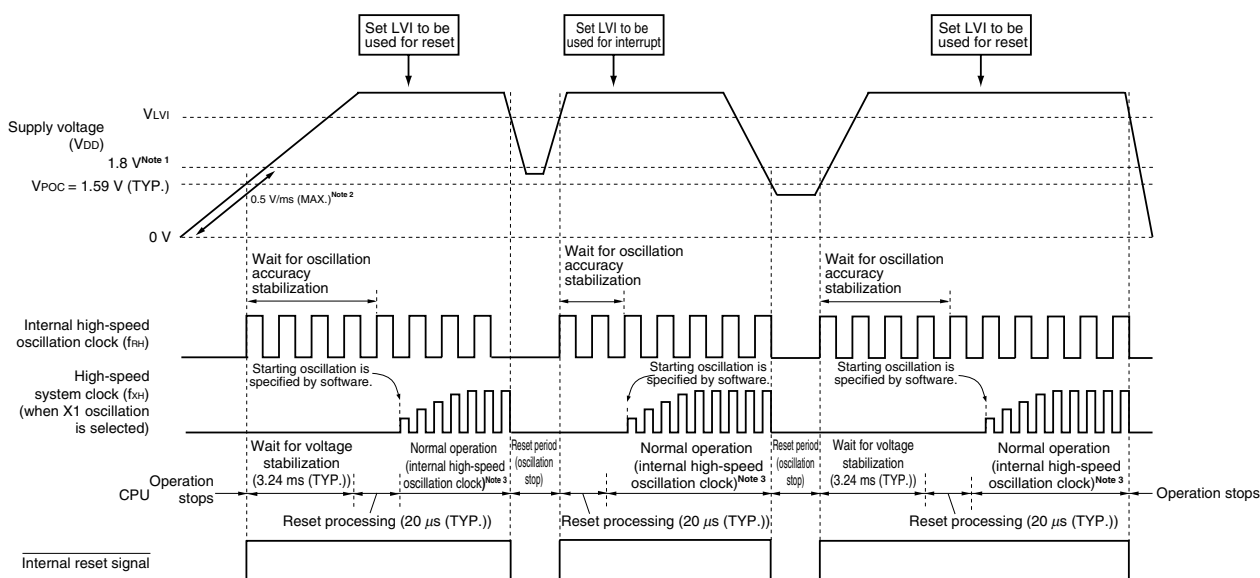 Set LVI to be
used for reset
Set LVI to be
used for interrupt
Set LVI to be
used for reset
Supply voltage
(VDD)
VLVI
1.8 V Note 1
VPOC = 1.59 V (TYP.)
0.5 V/ms (MAX.) Note 2
0 V
Wait for oscillation
accuracy
stabilization
Wait for oscillation
accuracy
stabilization
Wait for oscillation
accuracy
stabilization
Internal high-speed
oscillation clock (fRH)
Starting oscillation is
specified by software.
Starting oscillation is
specified by software.
Starting oscillation is
specified by software.
High-speed
system clock (fXH)
(when X1 oscillation
is selected)
Wait for voltage
stabilization
(3.24 ms (TYP.))
Normal operation
(internal high-speed
oscillation clock) Note 3
Reset period
(oscillation
stop)
Normal operation
(internal high-speed
oscillation clock) Note 3
Reset period
(oscillation
stop)
Wait for voltage
stabilization
(3.24 ms (TYP.))
Normal operation
(internal high-speed
oscillation clock) Note 3
CPU
Operation
stops
Operation stops
Reset processing (20 μs (TYP.))
Reset processing (20 μs (TYP.))
Reset processing (20 μs (TYP.))
Internal reset signal